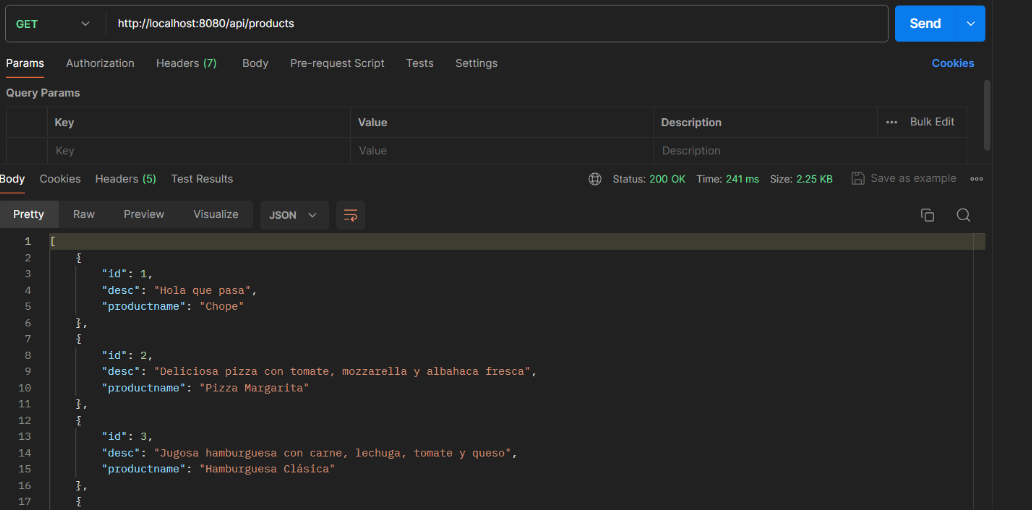 GET http://localhost:8080/api/products Send
Params Authorization Headers (7) Body Pre-request Script Tests Settings Cookies
Query Params
Key Value Description ••• Bulk Edit
Key Value Description
Body Cookies Headers (5) Test Results Status: 200 OK Time: 241 ms Size: 2.25 KB Save as example
Pretty Raw Preview Visualize JSON
1 [
2 {
3 "id": 1,
4 "desc": "Hola que pasa",
5 "productname": "Chope"
6 },
7 {
8 "id": 2,
9 "desc": "Deliciosa pizza con tomate, mozzarella y albahaca fresca",
10 "productname": "Pizza Margarita"
11 },
12 {
13 "id": 3,
14 "desc": "Jugosa hamburguesa con carne, lechuga, tomate y queso",
15 "productname": "Hamburguesa Clásica"
16 },
17 {